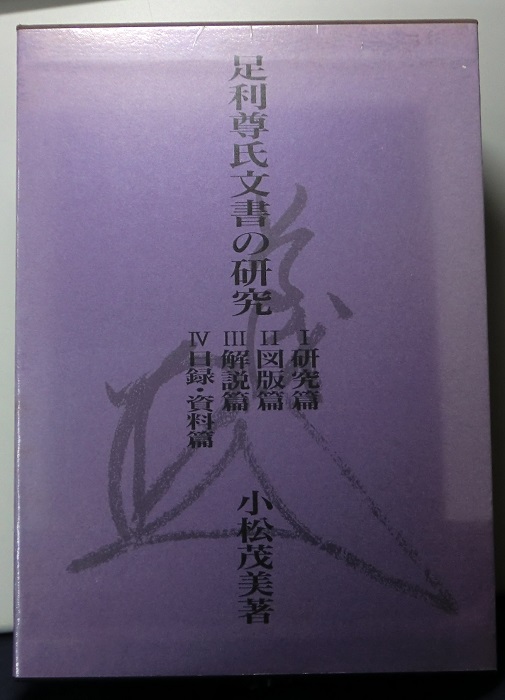 足利尊氏文書の研究
I 研究篇
II 図版篇
III 解説篇
IV 目録・資料篇
小松茂美著